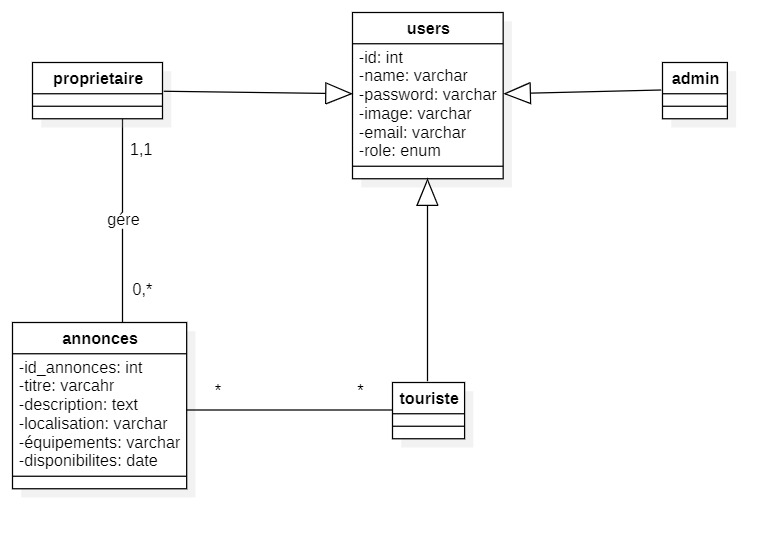 users
-id: int
-name: varchar
-password: varchar
-image: varchar
-email: varchar
-role: enum
proprietaire
admin
1,1
gére
0,*
annonces
-id_annonces: int
-titre: varcahr
-description: text
-localisation: varchar
-équipements: varchar
-disponibilites: date
* *
touriste